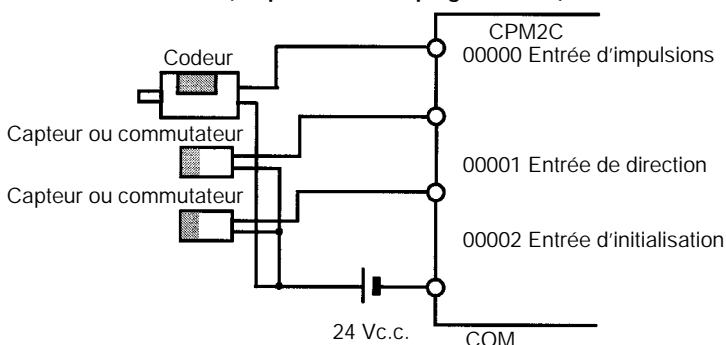 CPM2C
00000 Entrée d'impulsions
Codeur
Capteur ou commutateur
00001 Entrée de direction
Capteur ou commutateur
00002 Entrée d'initialisation
24 Vc.c.
COM